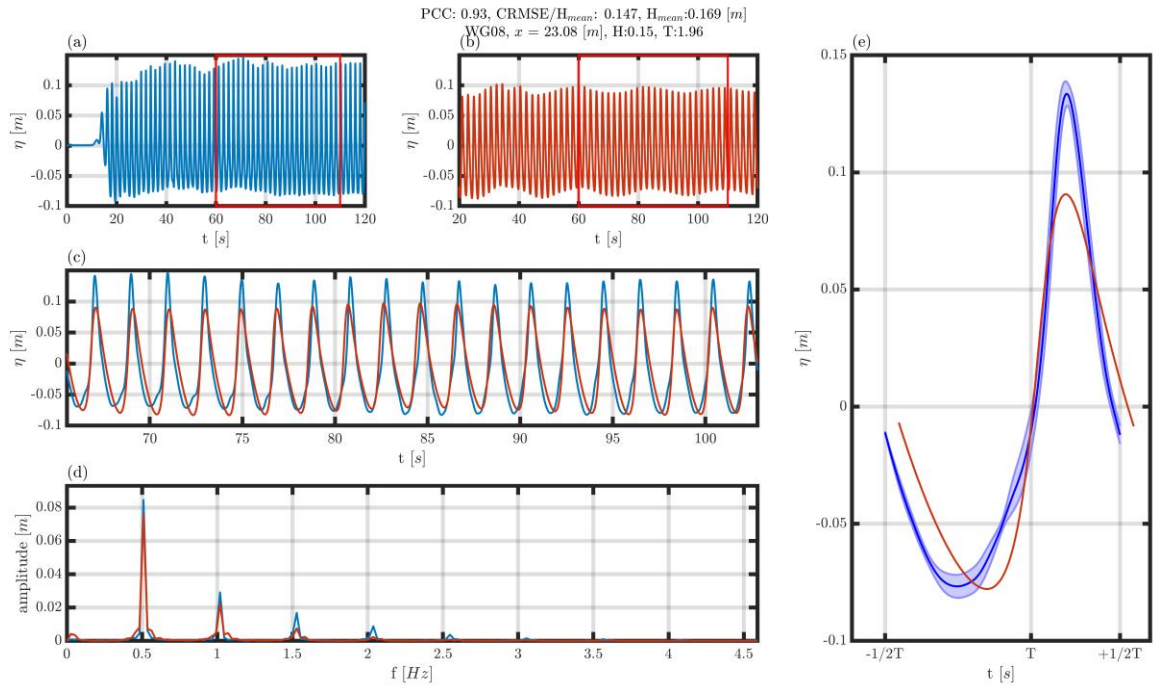 PCC: 0.93, CRMSE/H_mean: 0.147, H_mean:0.169 [m]
WG08, x = 23.08 [m], H:0.15, T:1.96
(a)
0.1
0.05
0
-0.05
-0.1
η [m]
0 20 40 60 80 100 120
t [s]
(b)
0.1
0.05
0
-0.05
-0.1
η [m]
20 40 60 80 100 120
t [s]
(c)
0.1
0.05
0
-0.05
-0.1
η [m]
70 75 80 85 90 95 100
t [s]
(d)
0.08
0.06
0.04
0.02
0
amplitude [m]
0 0.5 1 1.5 2 2.5 3 3.5 4 4.5
f [Hz]
(e)
0.15
0.1
0.05
0
-0.05
-0.1
η [m]
-1/2T T +1/2T
t [s]